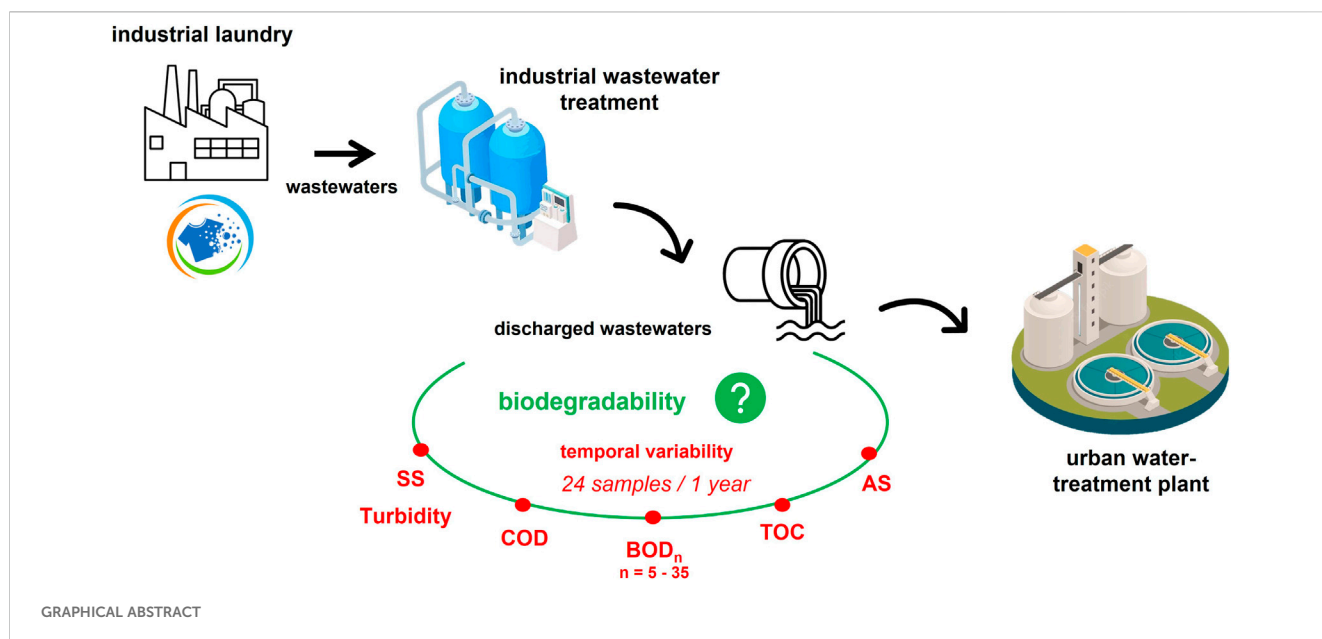 industrial laundry
wastewaters
industrial wastewater
treatment
discharged wastewaters
biodegradability ?
temporal variability
24 samples / 1 year
SS
Turbidity
COD
BODn
n = 5 - 35
TOC
AS
urban water-
treatment plant
GRAPHICAL ABSTRACT